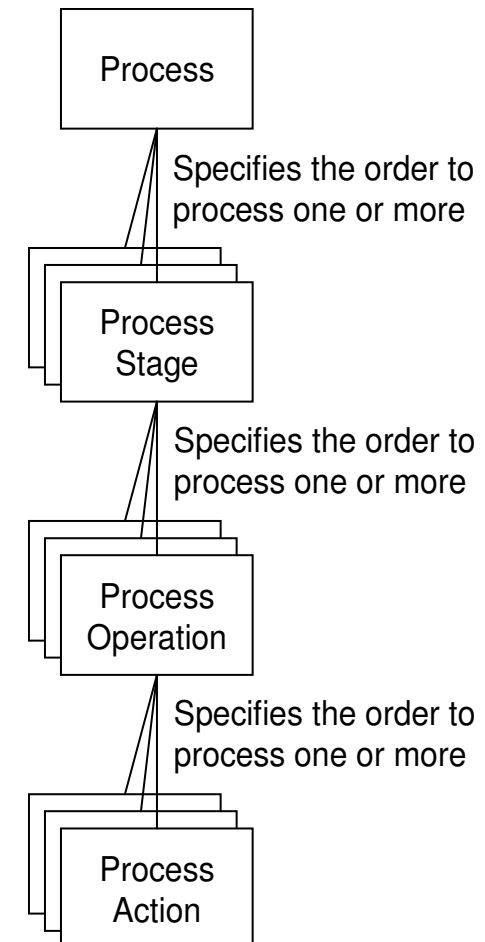 Process
Specifies the order to
process one or more
Process
Stage
Specifies the order to
process one or more
Process
Operation
Specifies the order to
process one or more
Process
Action